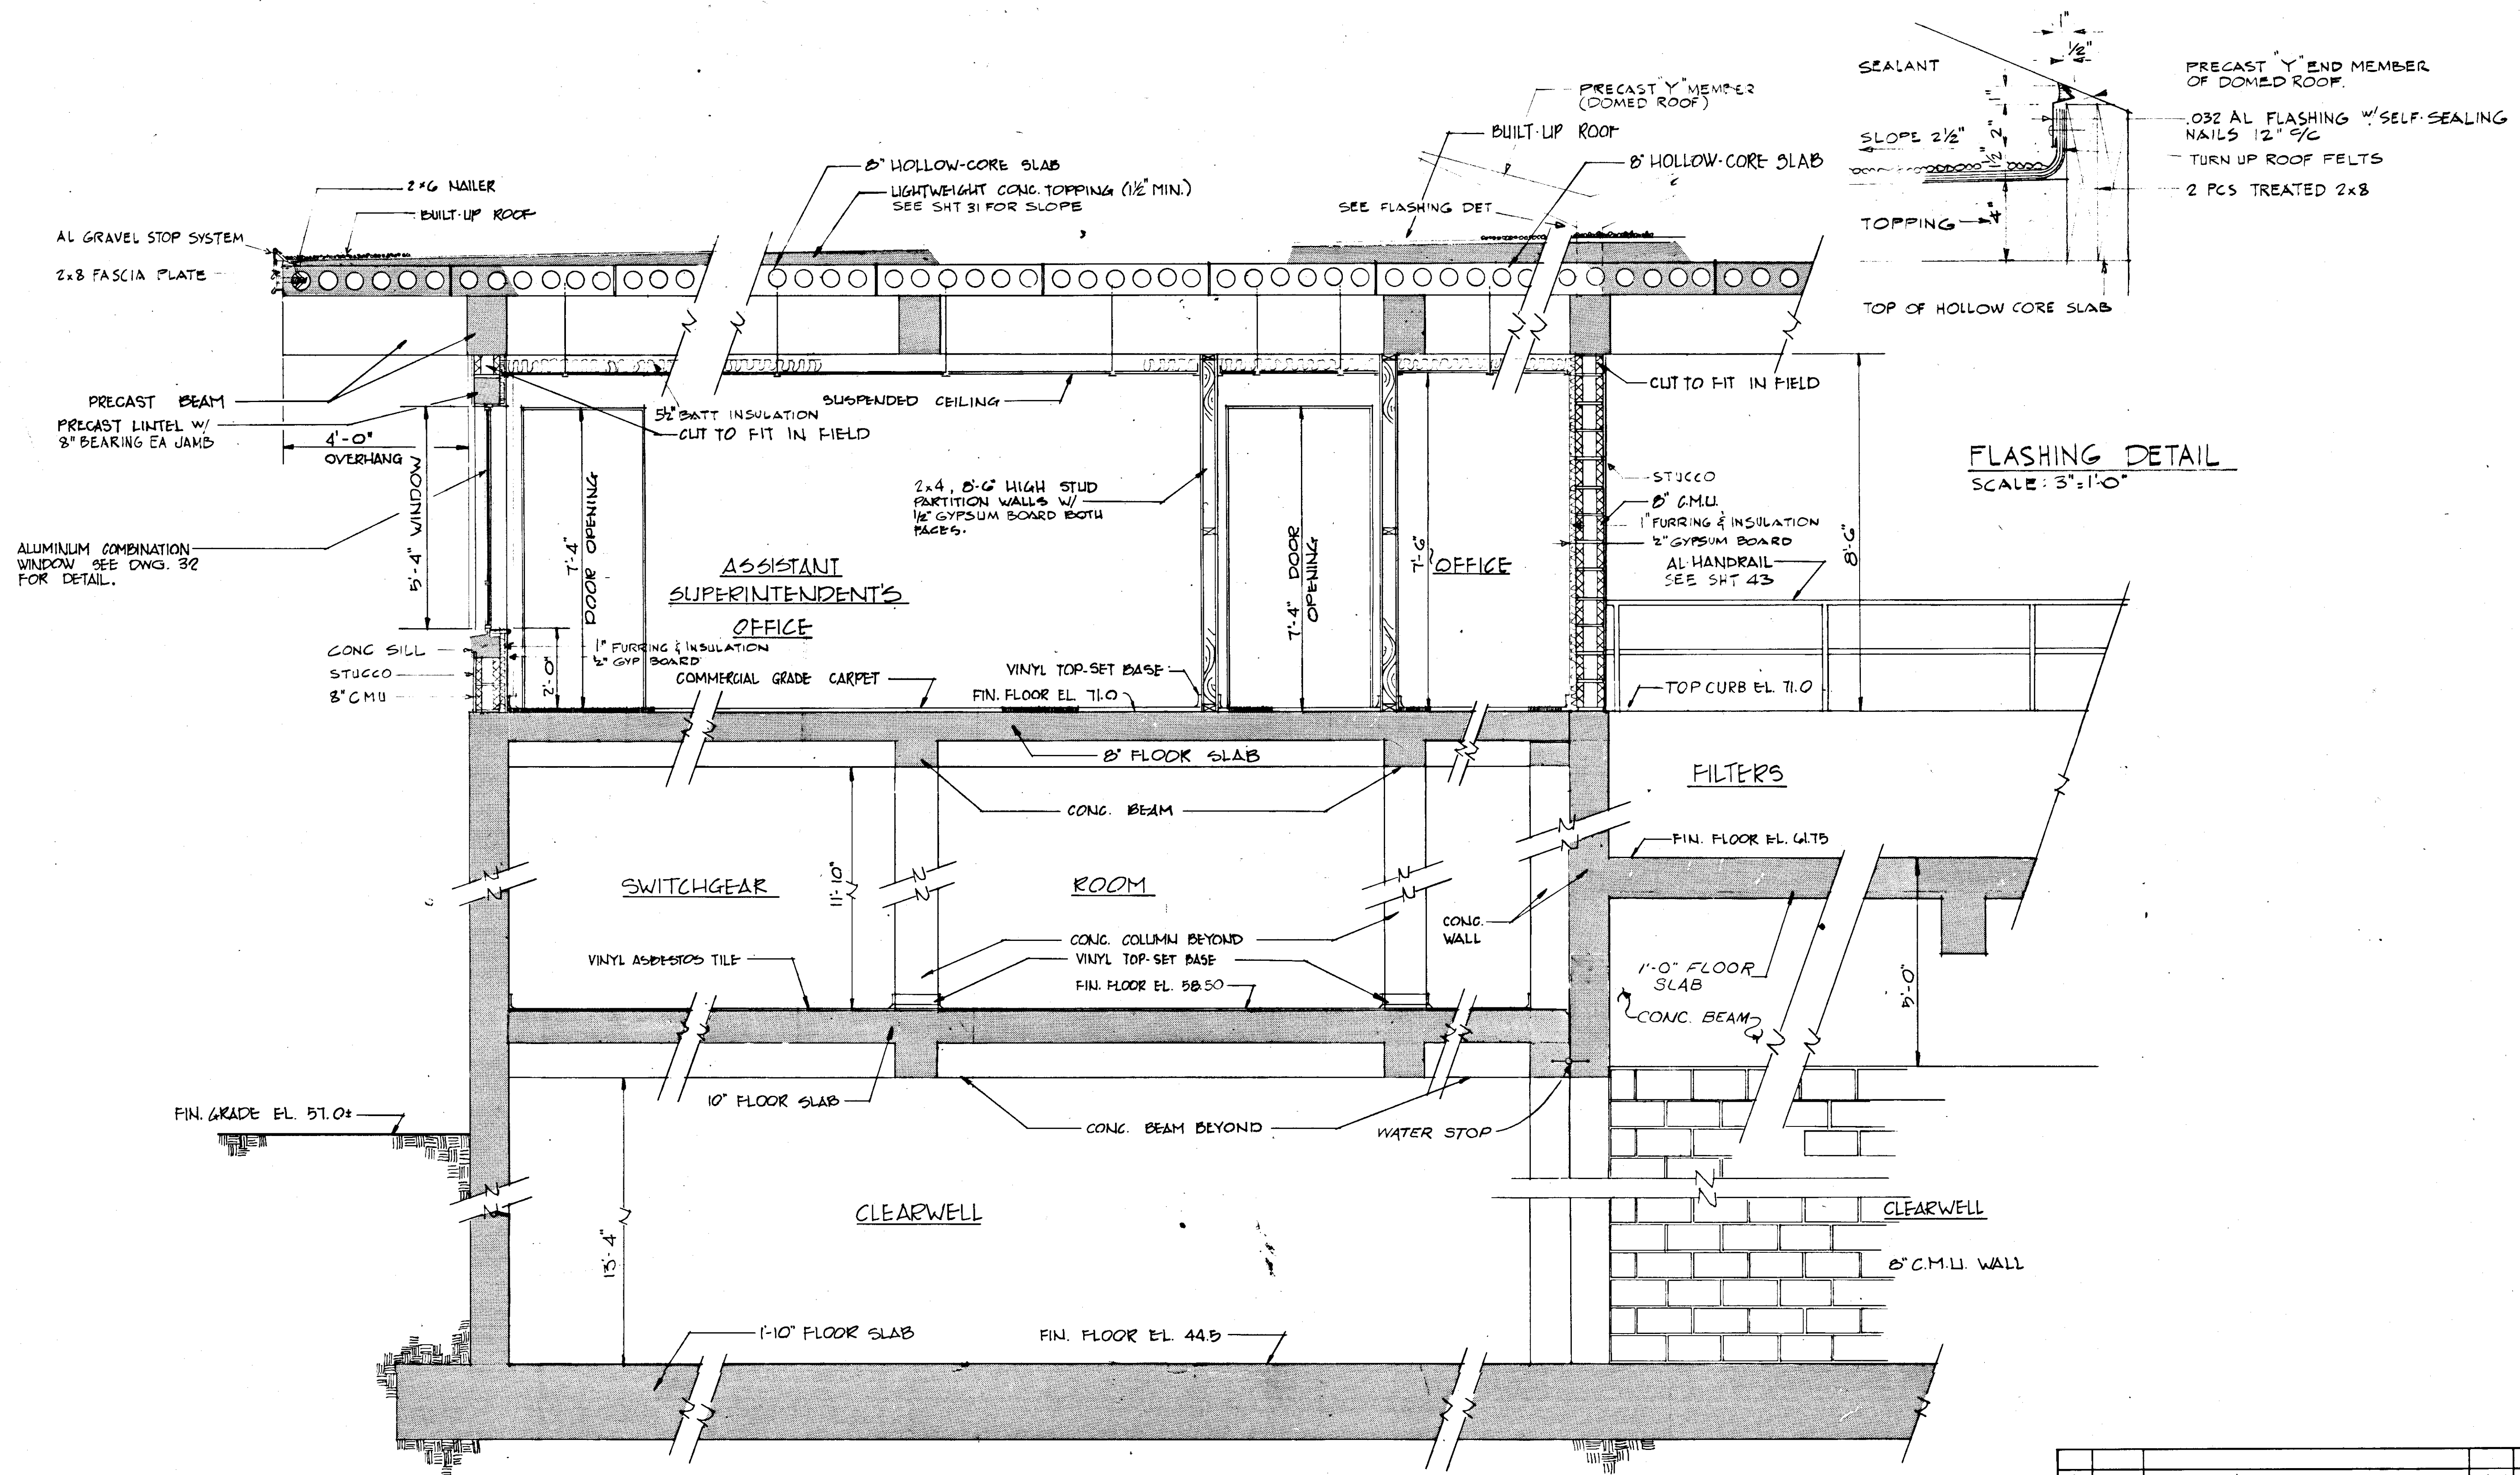 2×6 NAILER
BUILT-UP ROOF
AL GRAVEL STOP SYSTEM
2x8 FASCIA PLATE
8" HOLLOW-CORE SLAB
LIGHTWEIGHT CONC. TOPPING (1½" MIN.)
SEE SHT 31 FOR SLOPE
PRECAST "Y" MEMBER
(DOMED ROOF)
BUILT-UP ROOF
8" HOLLOW-CORE SLAB
SEE FLASHING DET
SEALANT
1"
½"
PRECAST "Y" END MEMBER
OF DOMED ROOF.
.032 AL FLASHING W/ SELF-SEALING
NAILS 12" C/C
SLOPE 2½"
1"
2"
1½"
TURN UP ROOF FELTS
2 PCS TREATED 2x8
TOPPING
4"
TOP OF HOLLOW CORE SLAB
FLASHING DETAIL
SCALE: 3"=1'-0"
PRECAST BEAM
PRECAST LINTEL W/
8" BEARING EA JAMB
4'-0"
OVERHANG
5'-4" WINDOW
ALUMINUM COMBINATION
WINDOW SEE DWG. 32
FOR DETAIL.
CONC SILL
STUCCO
8" CMU
5½" BATT INSULATION
CUT TO FIT IN FIELD
SUSPENDED CEILING
7'-4"
DOOR OPENING
ASSISTANT
SUPERINTENDENT'S
OFFICE
2x4, 8'-6" HIGH STUD
PARTITION WALLS W/
½" GYPSUM BOARD BOTH
FACES.
7'-4" DOOR
OPENING
7'-6"
OFFICE
CUT TO FIT IN FIELD
STUCCO
8" C.M.U.
1" FURRING & INSULATION
½" GYPSUM BOARD
AL HANDRAIL
SEE SHT 43
8'-6"
1" FURRING & INSULATION
½" GYP BOARD
2'-0"
COMMERCIAL GRADE CARPET
VINYL TOP-SET BASE
FIN. FLOOR EL. 71.0
TOP CURB EL. 71.0
8" FLOOR SLAB
CONC. BEAM
FILTERS
FIN. FLOOR EL. 61.75
SWITCHGEAR
11'-10"
ROOM
CONC.
WALL
CONC. COLUMN BEYOND
VINYL ASBESTOS TILE
VINYL TOP-SET BASE
FIN. FLOOR EL. 58.50
1'-0" FLOOR
SLAB
CONC. BEAM
10" FLOOR SLAB
CONC. BEAM BEYOND
WATER STOP
FIN. GRADE EL. 57.0±
CLEARWELL
13'-4"
CLEARWELL
8" C.M.U. WALL
1'-10" FLOOR SLAB
FIN. FLOOR EL. 44.5